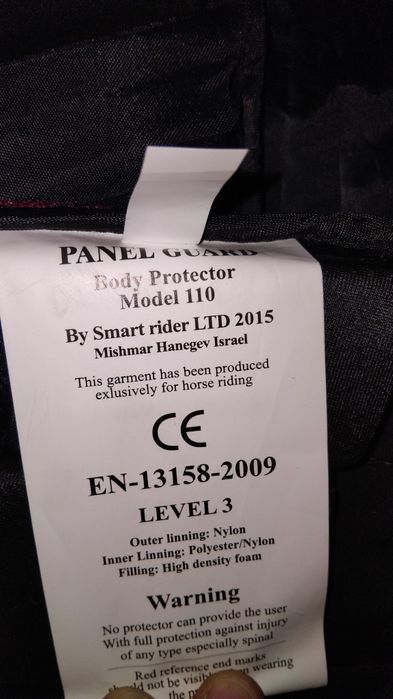 PANEL GUARD
Body Protector
Model 110
By Smart rider LTD 2015
Mishmar Hanegev Israel
This garment has been produced
exlusively for horse riding
CE
EN-13158-2009
LEVEL 3
Outer linning: Nylon
Inner Linning: Polyester/Nylon
Filling: High density foam
Warning
No protector can provide the user
With full protection against injury
of any type especially spinal
Red reference end marks
not be wearing
the